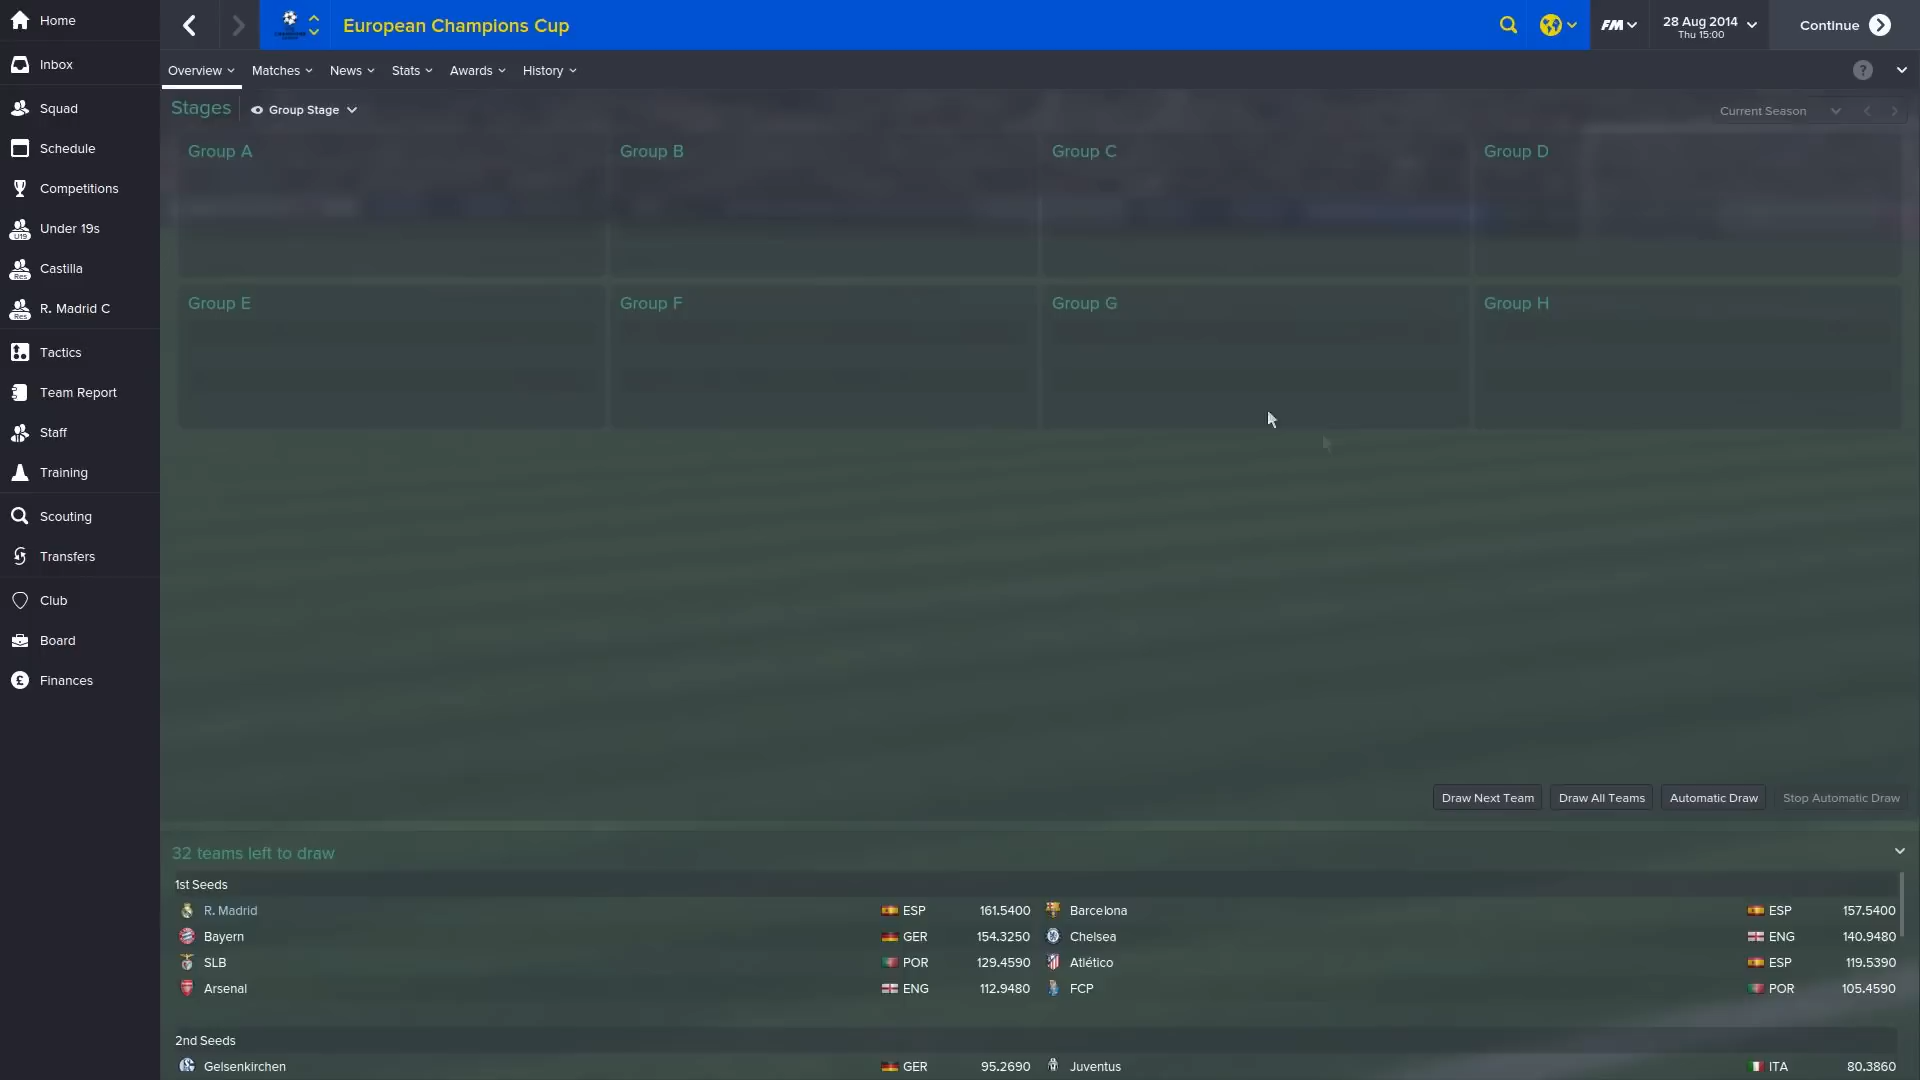 Home
Inbox
Squad
Schedule
Competitions
U19 Under 19s
Res Castilla
Res R. Madrid C
Tactics
Team Report
Staff
Training
Scouting
Transfers
Club
Board
£ Finances
European Champions Cup
FM
28 Aug 2014
Thu 15:00
Continue
Overview Matches News Stats Awards History
?
Stages Group Stage
Current Season
Group A Group B Group C Group D
Group E Group F Group G Group H
Draw Next Team Draw All Teams Automatic Draw Stop Automatic Draw
32 teams left to draw
1st Seeds
R. Madrid ESP 161.5400 Barcelona ESP 157.5400
Bayern GER 154.3250 Chelsea ENG 140.9480
SLB POR 129.4590 Atlético ESP 119.5390
Arsenal ENG 112.9480 FCP POR 105.4590
2nd Seeds
Gelsenkirchen GER 95.2690 Juventus ITA 80.3860